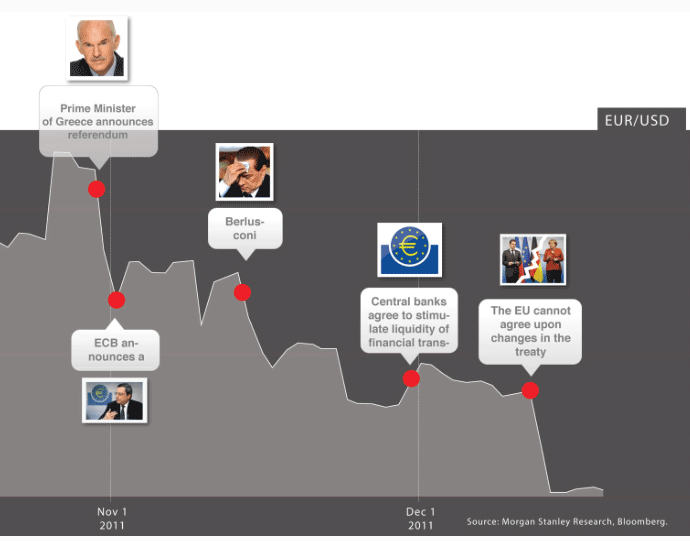 Prime Minister
of Greece announces
referendum
EUR/USD
Berlus-
coni
Central banks
agree to stimu-
late liquidity of
financial trans-
The EU cannot
agree upon
changes in the
treaty
ECB an-
nounces a
Nov 1
2011
Dec 1
2011
Source: Morgan Stanley Research, Bloomberg.